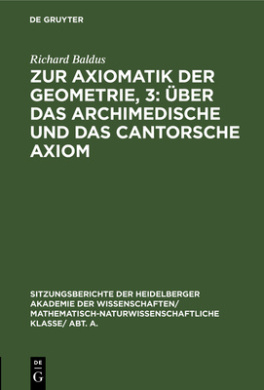 DE GRUYTER
Richard Baldus
ZUR AXIOMATIK DER
GEOMETRIE, 3: ÜBER DAS
ARCHIMEDISCHE UND
DAS CANTORSCHE
AXIOM
SITZUNGSBERICHTE DER HEIDELBERGER
AKADEMIE DER WISSENSCHAFTEN/
MATHEMATISCH-NATURWISSENSCHAFTLICHE
KLASSE/ ABT. A.
DE
G